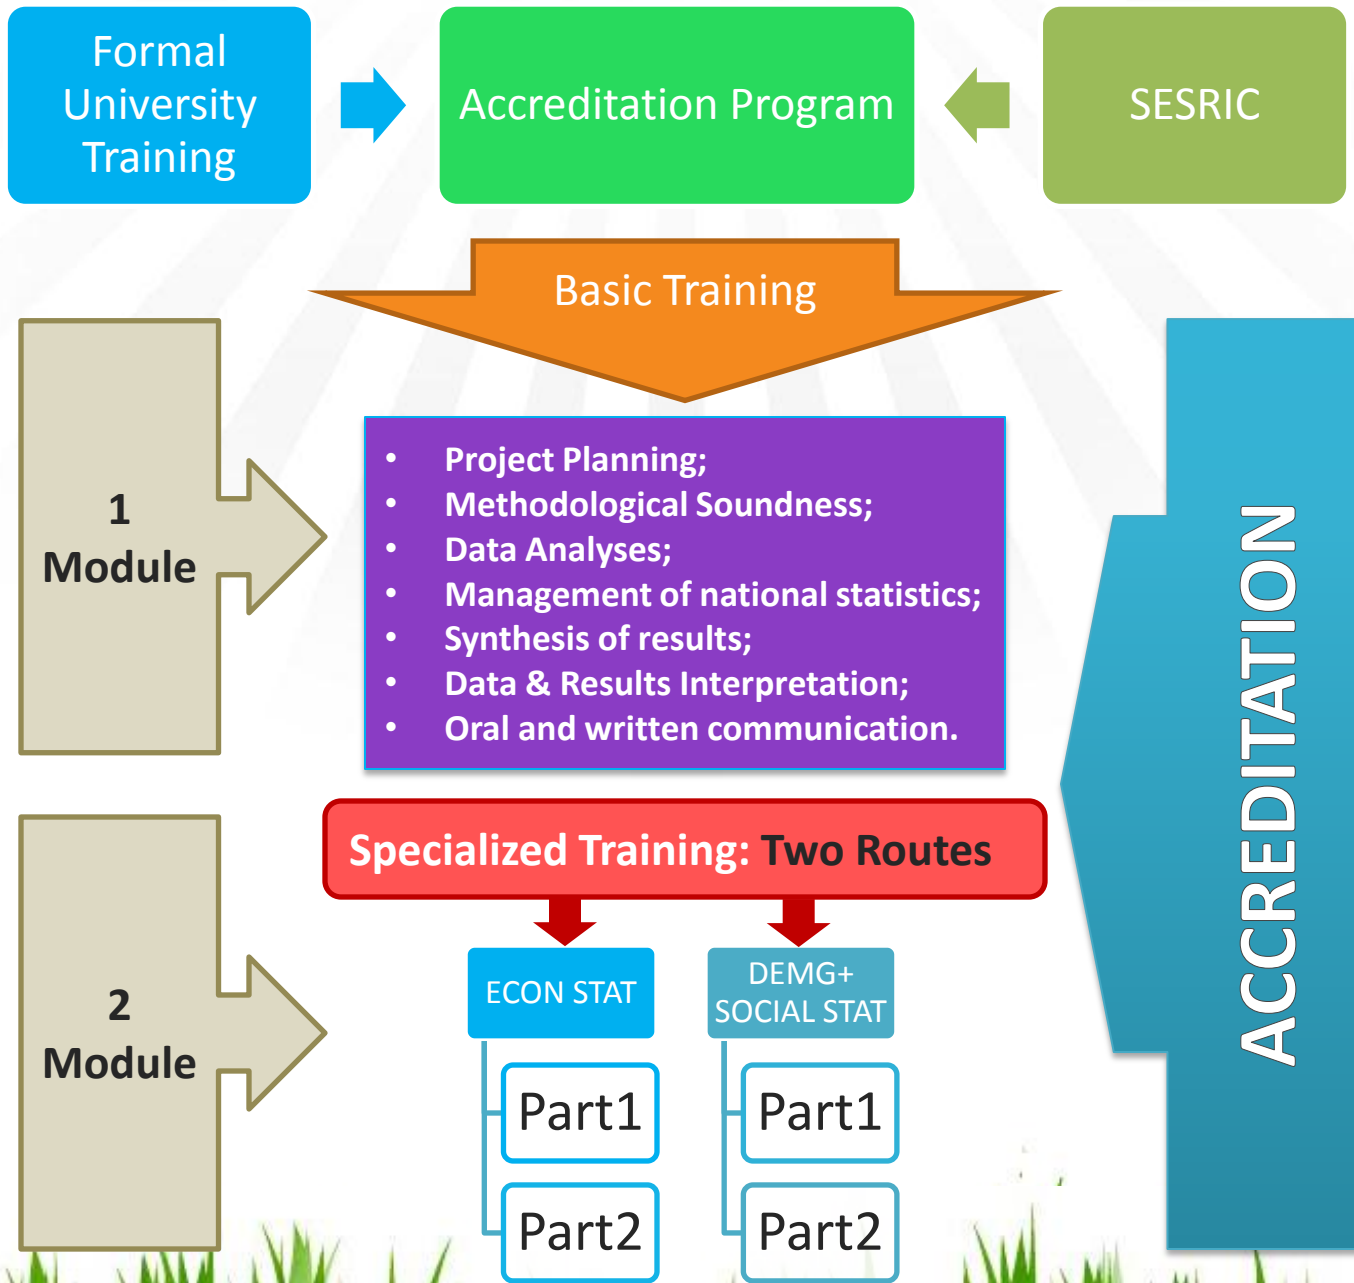 Formal
University
Training
Accreditation Program
SESRIC
Basic Training
1
Module
• Project Planning;
• Methodological Soundness;
• Data Analyses;
• Management of national statistics;
• Synthesis of results;
• Data & Results Interpretation;
• Oral and written communication.
ACCREDITATION
Specialized Training: Two Routes
2
Module
ECON STAT
Part1
Part2
DEMG+
SOCIAL STAT
Part1
Part2